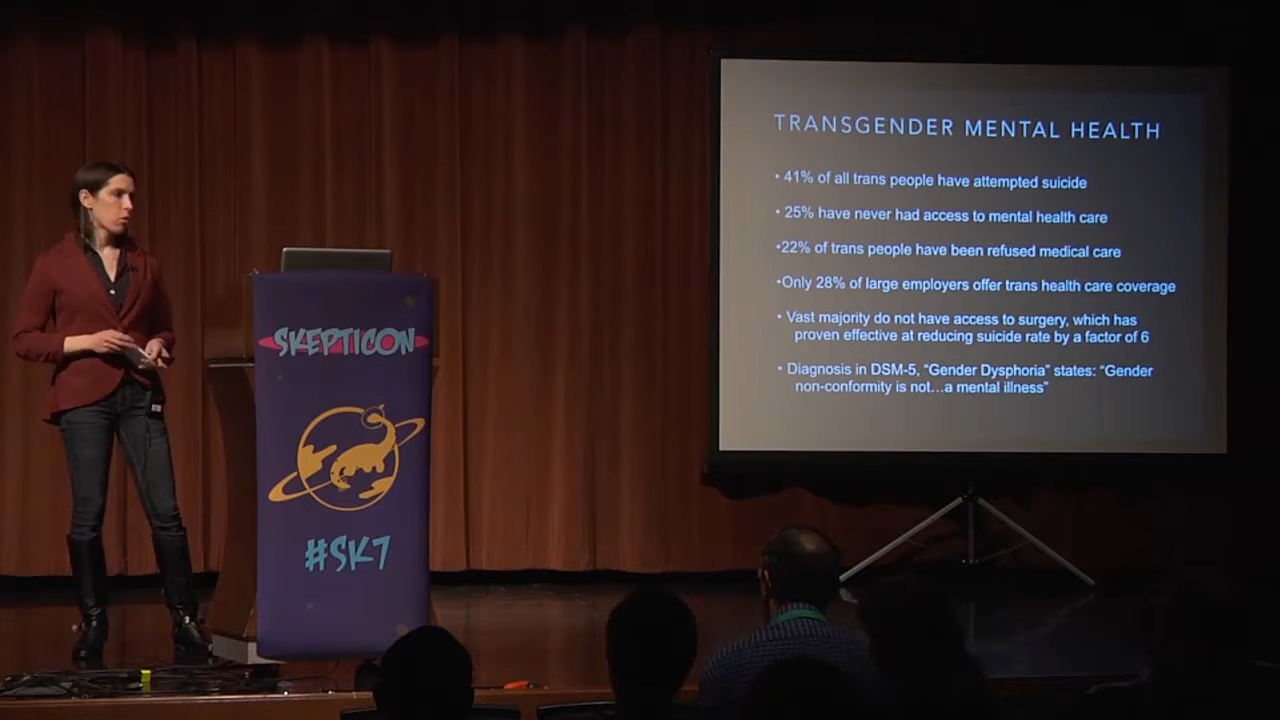 SKEPTICON
#SK7
TRANSGENDER MENTAL HEALTH
• 41% of all trans people have attempted suicide
• 25% have never had access to mental health care
•22% of trans people have been refused medical care
•Only 28% of large employers offer trans health care coverage
• Vast majority do not have access to surgery, which has
proven effective at reducing suicide rate by a factor of 6
• Diagnosis in DSM-5, “Gender Dysphoria” states: “Gender
non-conformity is not…a mental illness”